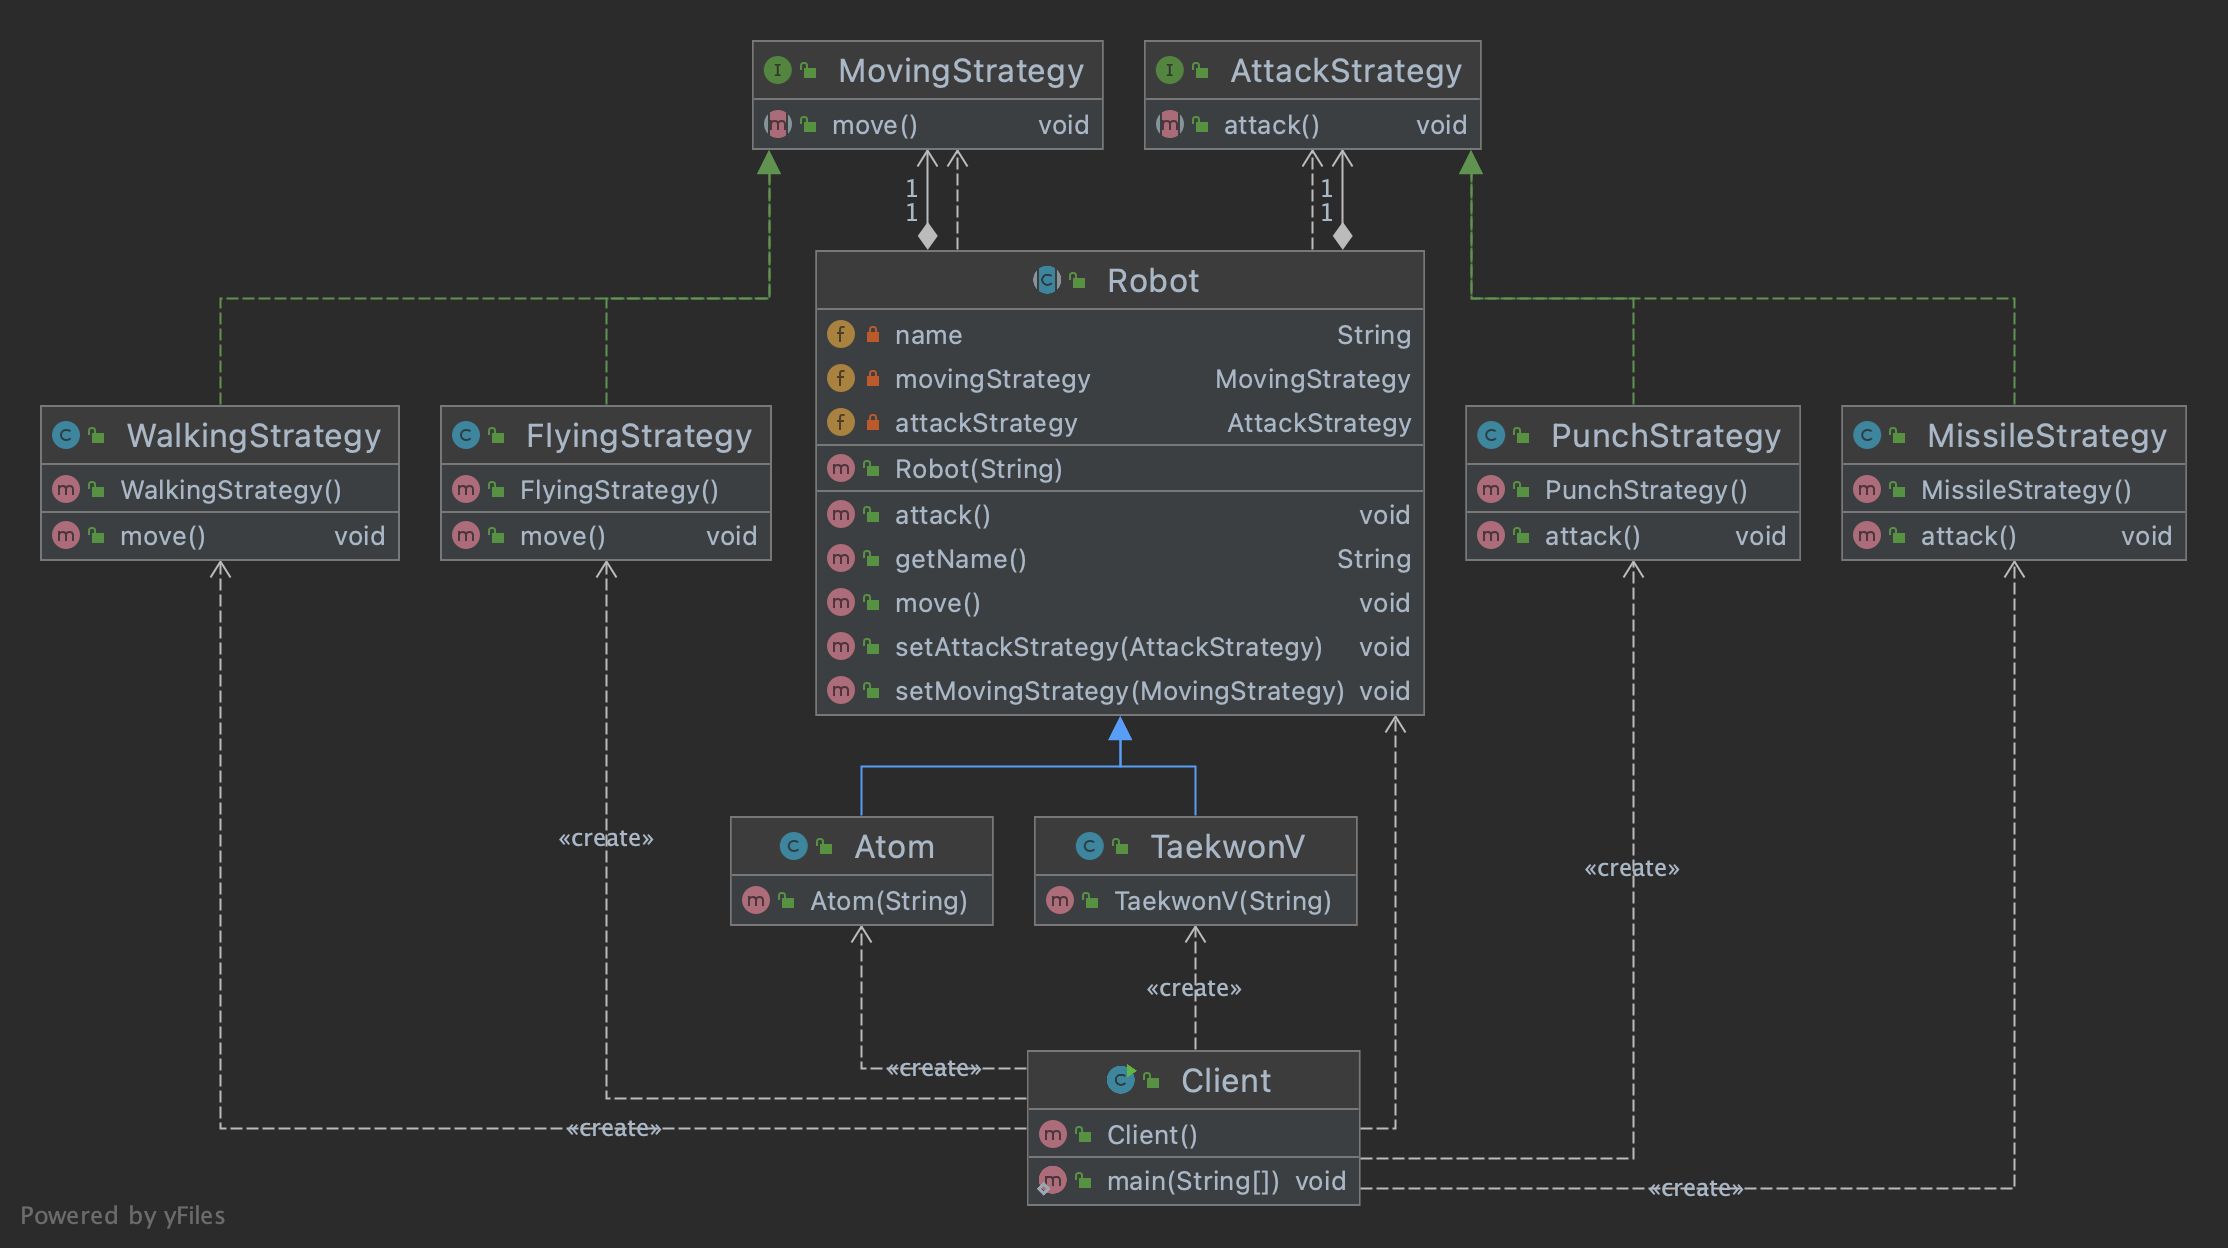 MovingStrategy
move() void
AttackStrategy
attack() void
1
1
1
1
Robot
name String
movingStrategy MovingStrategy
attackStrategy AttackStrategy
Robot(String)
attack() void
getName() String
move() void
setAttackStrategy(AttackStrategy) void
setMovingStrategy(MovingStrategy) void
WalkingStrategy
WalkingStrategy()
move() void
FlyingStrategy
FlyingStrategy()
move() void
PunchStrategy
PunchStrategy()
attack() void
MissileStrategy
MissileStrategy()
attack() void
«create»
Atom
Atom(String)
TaekwonV
TaekwonV(String)
«create»
«create»
«create»
«create»
Client
Client()
main(String[]) void
«create»
Powered by yFiles